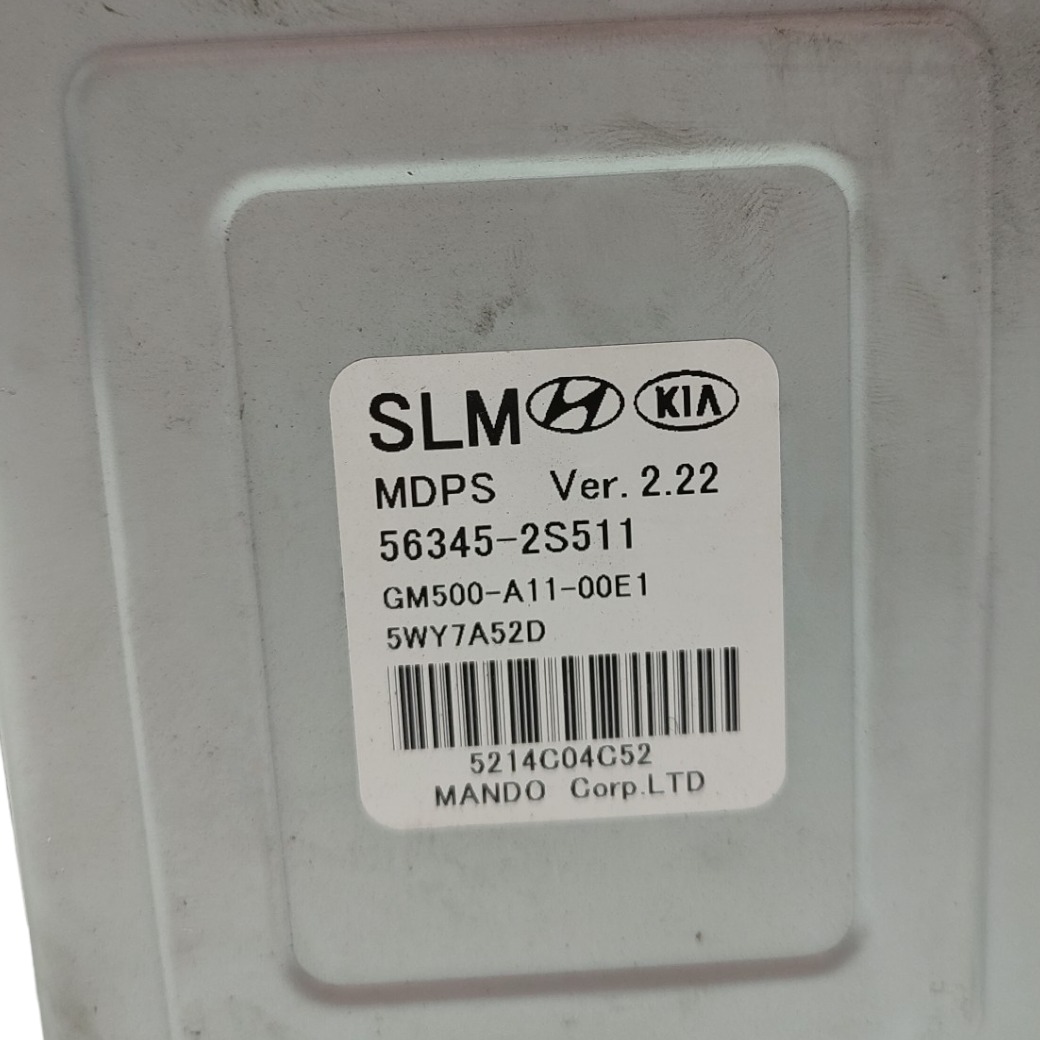 SLM KIA
MDPS Ver. 2.22
56345-2S511
GM500-A11-00E1
5WY7A52D
5214C04C52
MANDO Corp.LTD